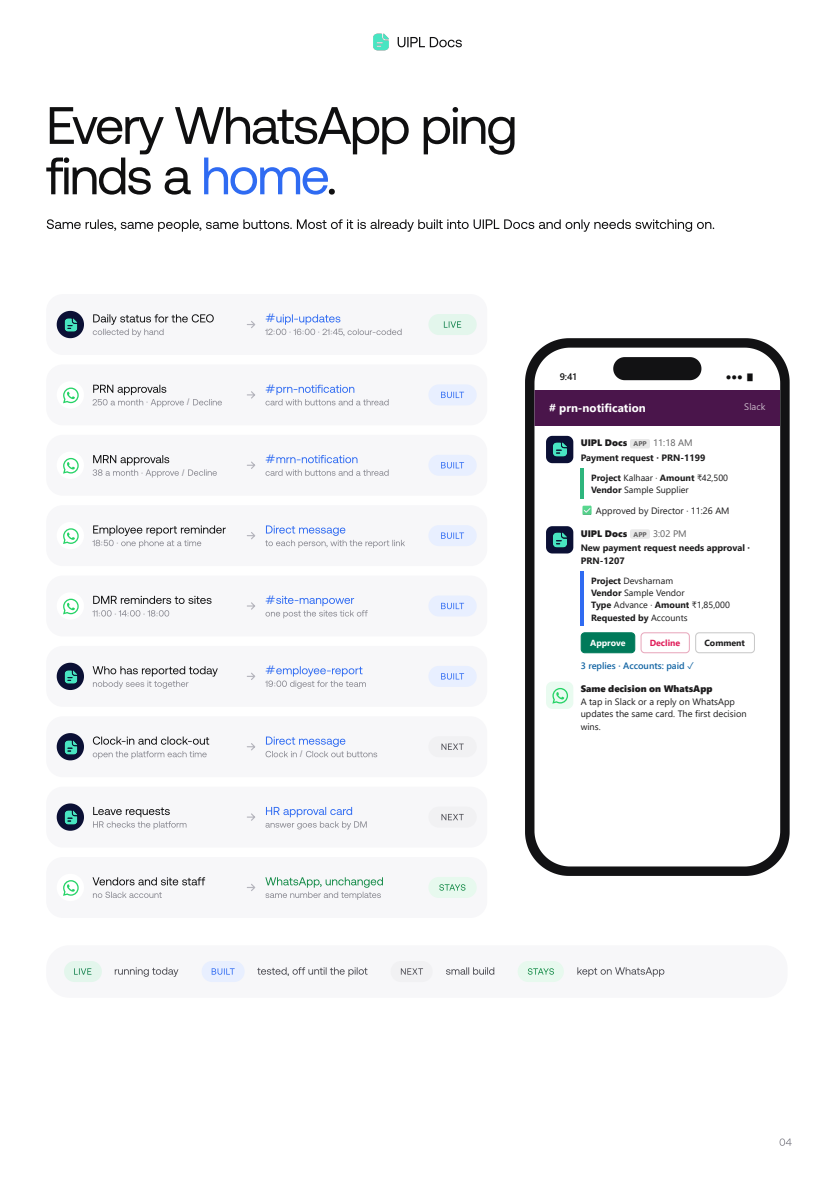 UIPL Docs
Every WhatsApp ping
finds a home.
Same rules, same people, same buttons. Most of it is already built into UIPL Docs and only needs switching on.
Daily status for the CEO
collected by hand
→
#uipl-updates
12:00 · 16:00 · 21:45, colour-coded
LIVE
PRN approvals
250 a month · Approve / Decline
→
#prn-notification
card with buttons and a thread
BUILT
MRN approvals
38 a month · Approve / Decline
→
#mrn-notification
card with buttons and a thread
BUILT
Employee report reminder
18:50 · one phone at a time
→
Direct message
to each person, with the report link
BUILT
DMR reminders to sites
11:00 · 14:00 · 18:00
→
#site-manpower
one post the sites tick off
BUILT
Who has reported today
nobody sees it together
→
#employee-report
19:00 digest for the team
BUILT
Clock-in and clock-out
open the platform each time
→
Direct message
Clock in / Clock out buttons
NEXT
Leave requests
HR checks the platform
→
HR approval card
answer goes back by DM
NEXT
Vendors and site staff
no Slack account
→
WhatsApp, unchanged
same number and templates
STAYS
9:41
# prn-notification Slack
UIPL Docs APP 11:18 AM
Payment request · PRN-1199
Project Kalhaar · Amount ₹42,500
Vendor Sample Supplier
Approved by Director · 11:26 AM
UIPL Docs APP 3:02 PM
New payment request needs approval ·
PRN-1207
Project Devsharnam
Vendor Sample Vendor
Type Advance · Amount ₹1,85,000
Requested by Accounts
Approve Decline Comment
3 replies · Accounts: paid ✓
Same decision on WhatsApp
A tap in Slack or a reply on WhatsApp
updates the same card. The first decision
wins.
LIVE running today BUILT tested, off until the pilot NEXT small build STAYS kept on WhatsApp
04